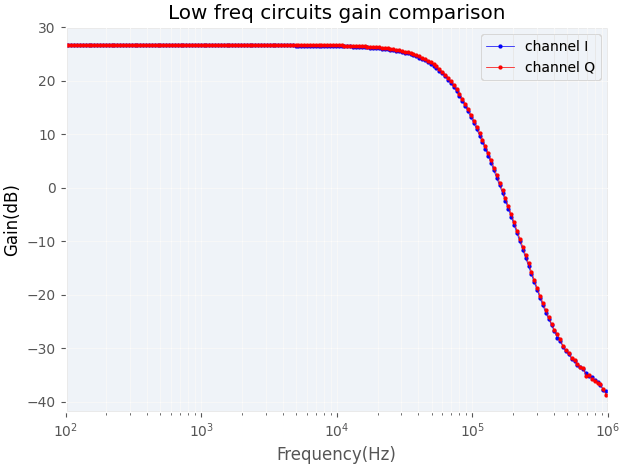 Low freq circuits gain comparison
channel I
channel Q
Gain(dB)
30
20
10
0
−10
−20
−30
−40
10^2
10^3
10^4
10^5
10^6
Frequency(Hz)